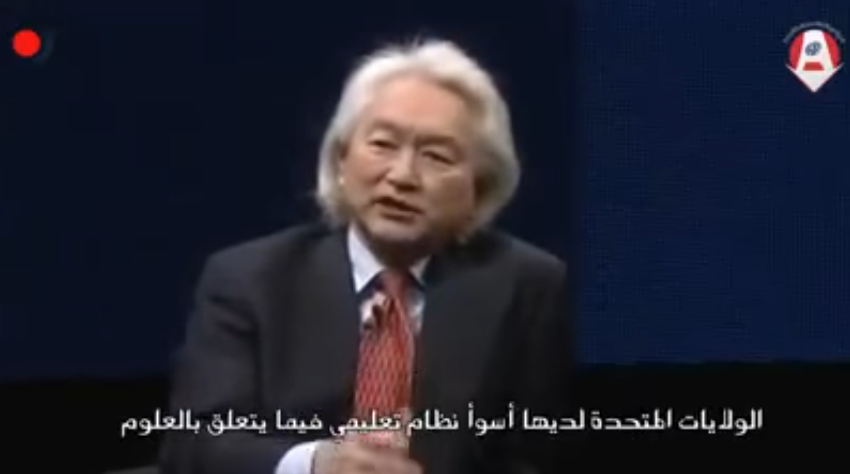 الولايات المتحدة لديها أسوأ نظام تعليمي فيما يتعلق بالعلوم